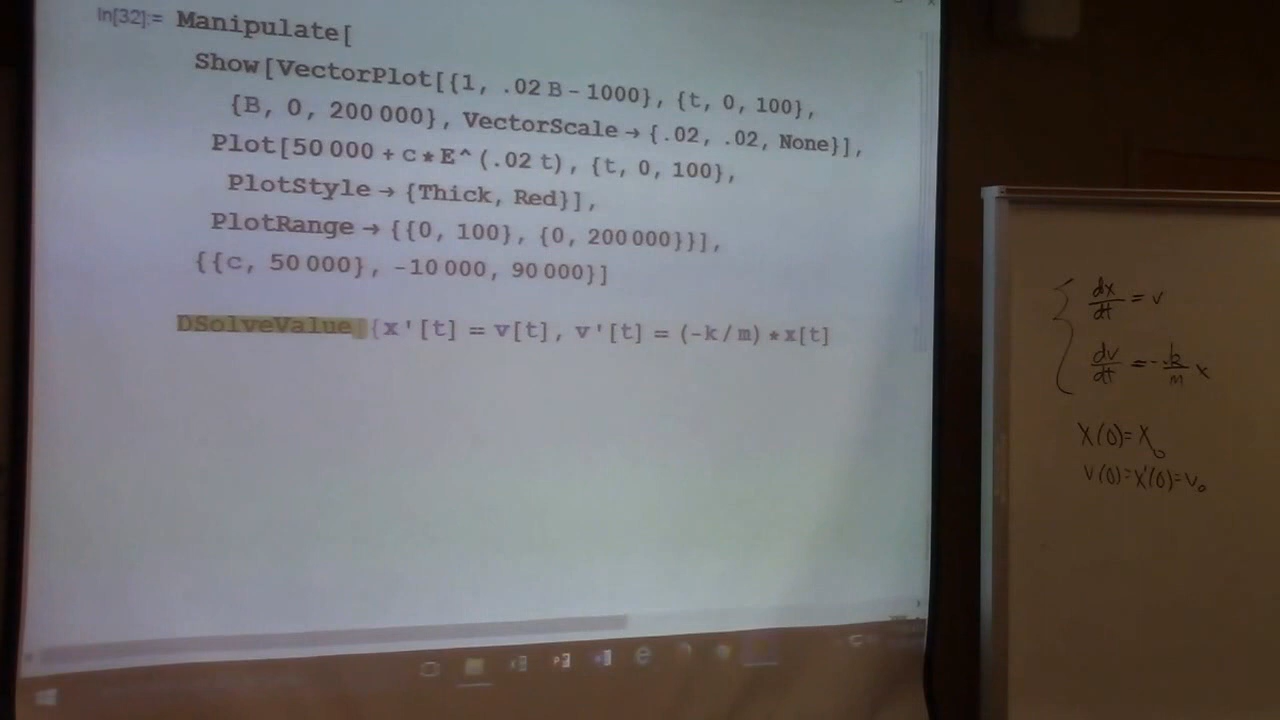 In[32]:= Manipulate[
Show[VectorPlot[{1, .02 B - 1000}, {t, 0, 100},
{B, 0, 200 000}, VectorScale → {.02, .02, None}],
Plot[50 000 + c * E^ (.02 t), {t, 0, 100},
PlotStyle → {Thick, Red}],
PlotRange → {{0, 100}, {0, 200 000}}],
{{c, 50 000}, -10 000, 90 000}]
DSolveValue[{x'[t] = v[t], v'[t] = (-k/m) * x[t]
dx/dt = v
dv/dt = -k/m x
x(0) = x₀
v(0) = x'(0) = v₀